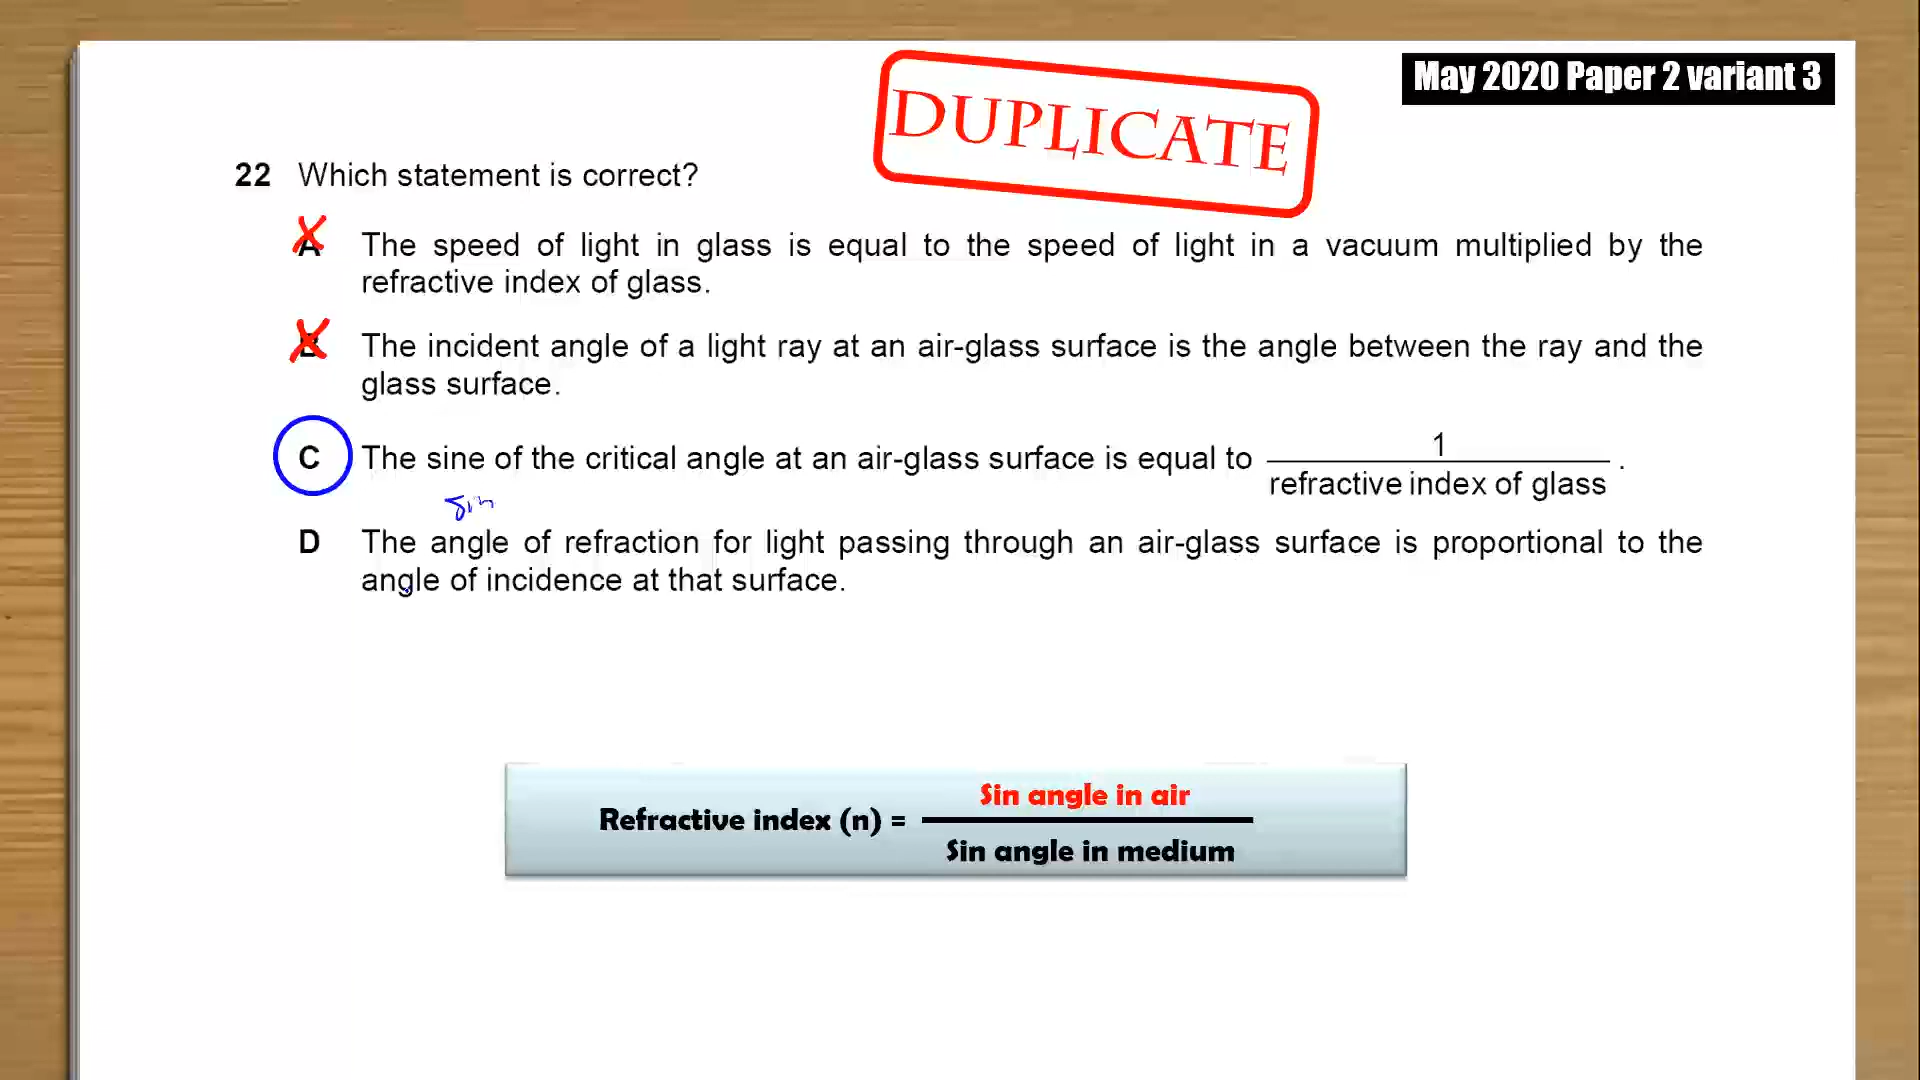 May 2020 Paper 2 variant 3
DUPLICATE
22 Which statement is correct?
A The speed of light in glass is equal to the speed of light in a vacuum multiplied by the
refractive index of glass.
B The incident angle of a light ray at an air-glass surface is the angle between the ray and the
glass surface.
C The sine of the critical angle at an air-glass surface is equal to 1 / refractive index of glass.
sin
D The angle of refraction for light passing through an air-glass surface is proportional to the
angle of incidence at that surface.
Refractive index (n) = Sin angle in air / Sin angle in medium